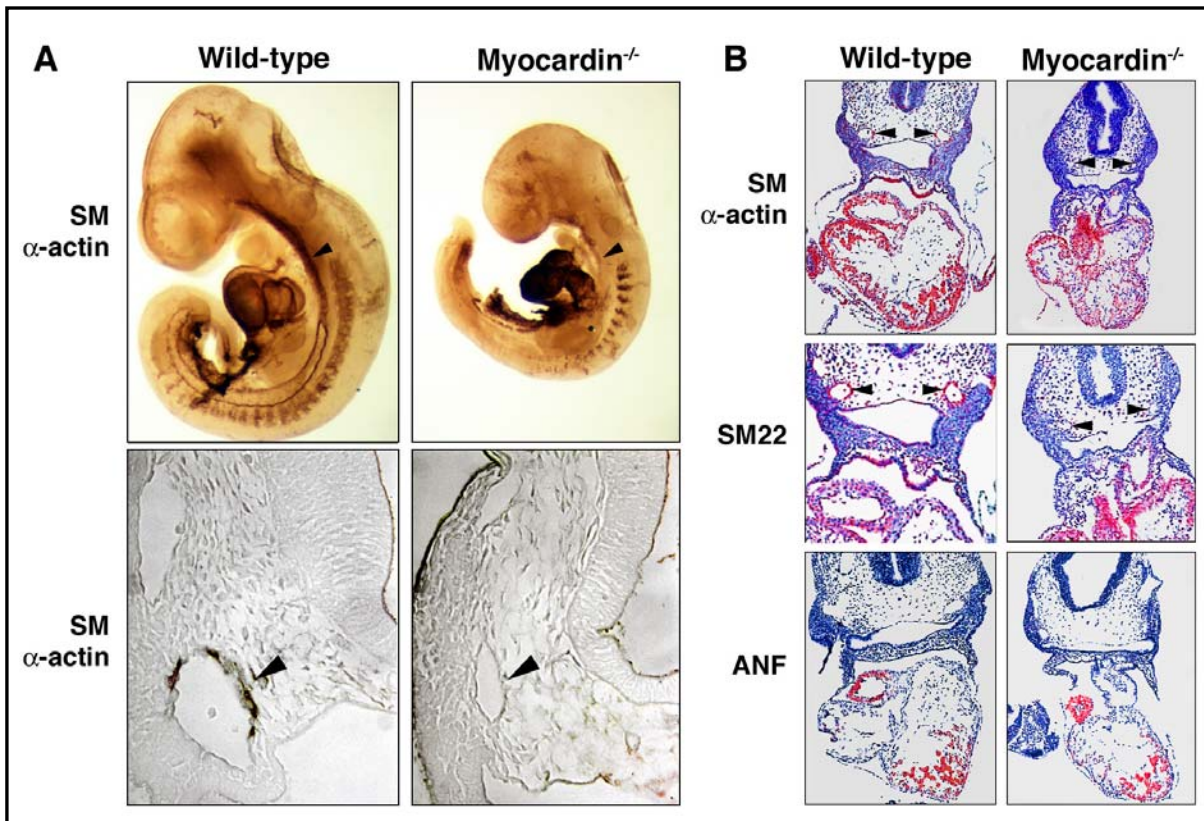 A
Wild-type
Myocardin-/-
SM
α-actin
SM
α-actin
B
Wild-type
Myocardin-/-
SM
α-actin
SM22
ANF